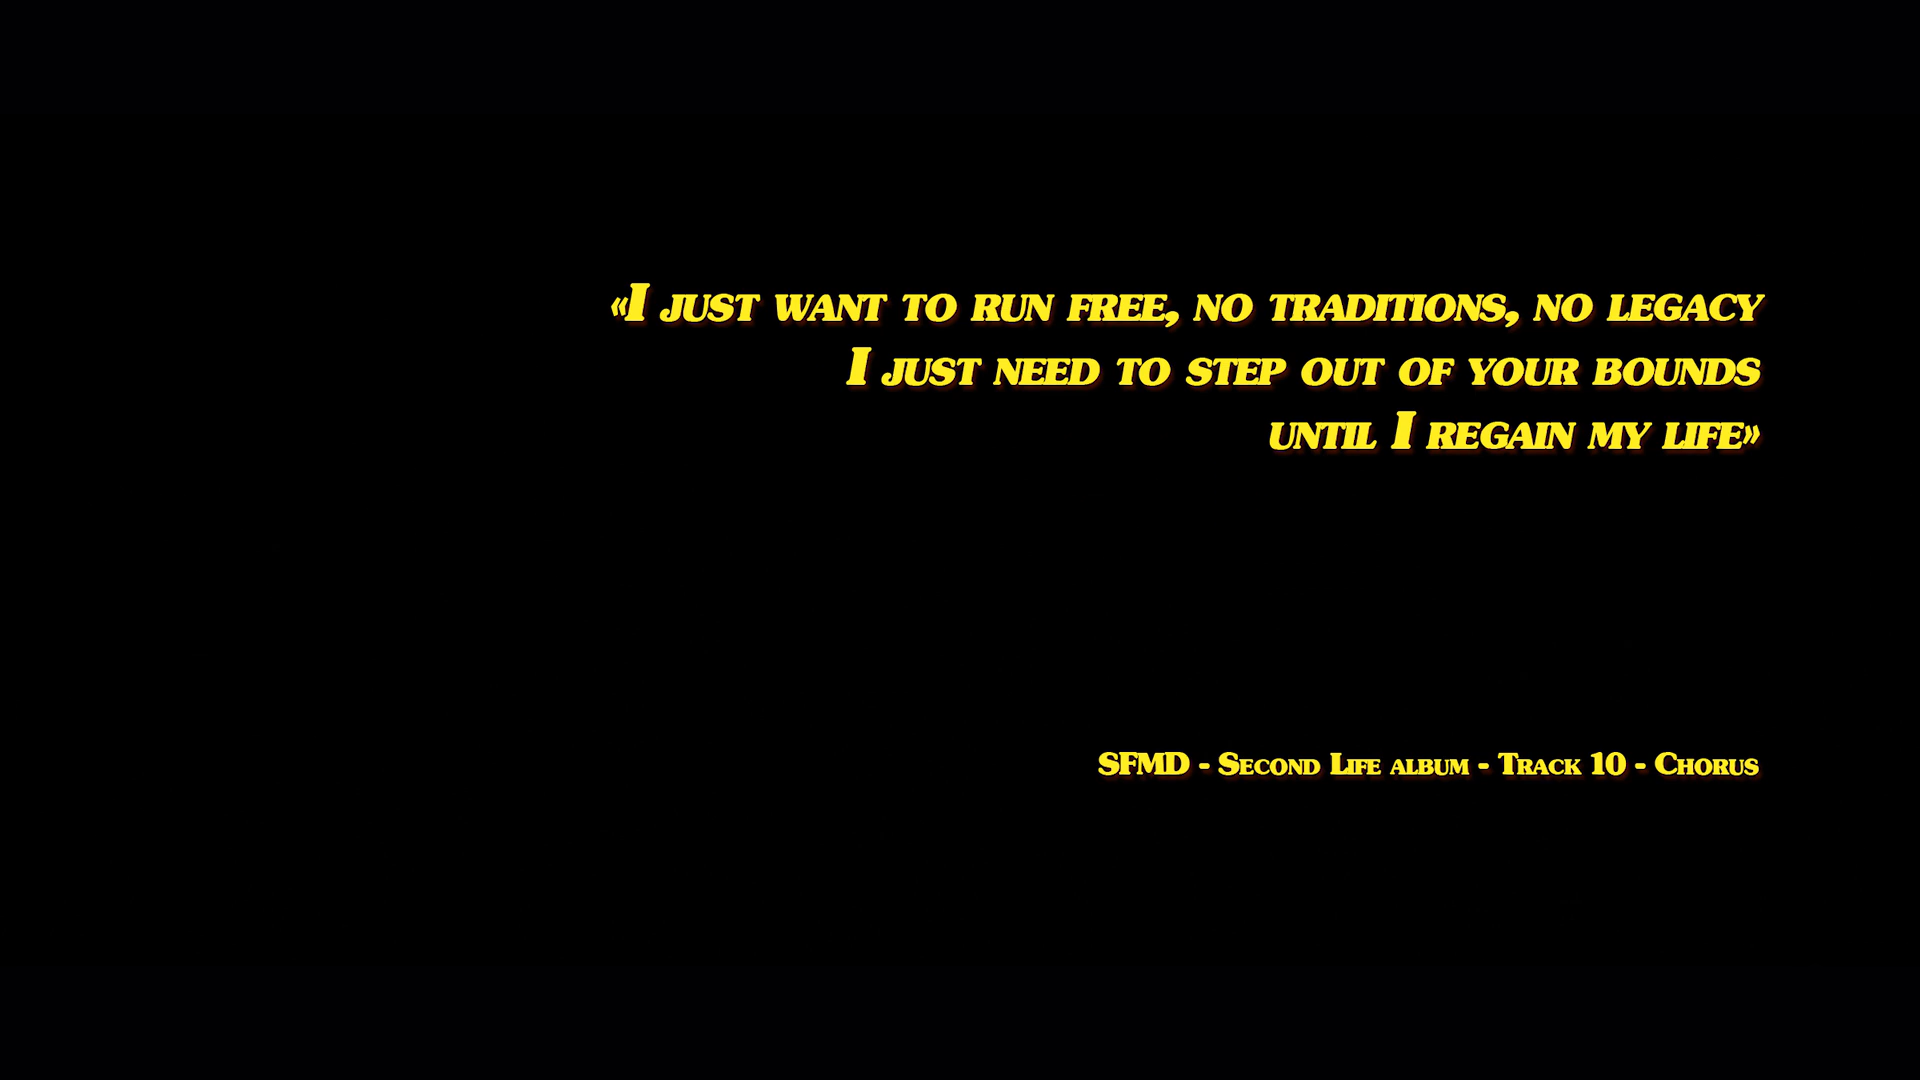 «I just want to run free, no traditions, no legacy
I just need to step out of your bounds
until I regain my life»
SFMD - Second Life album - Track 10 - Chorus